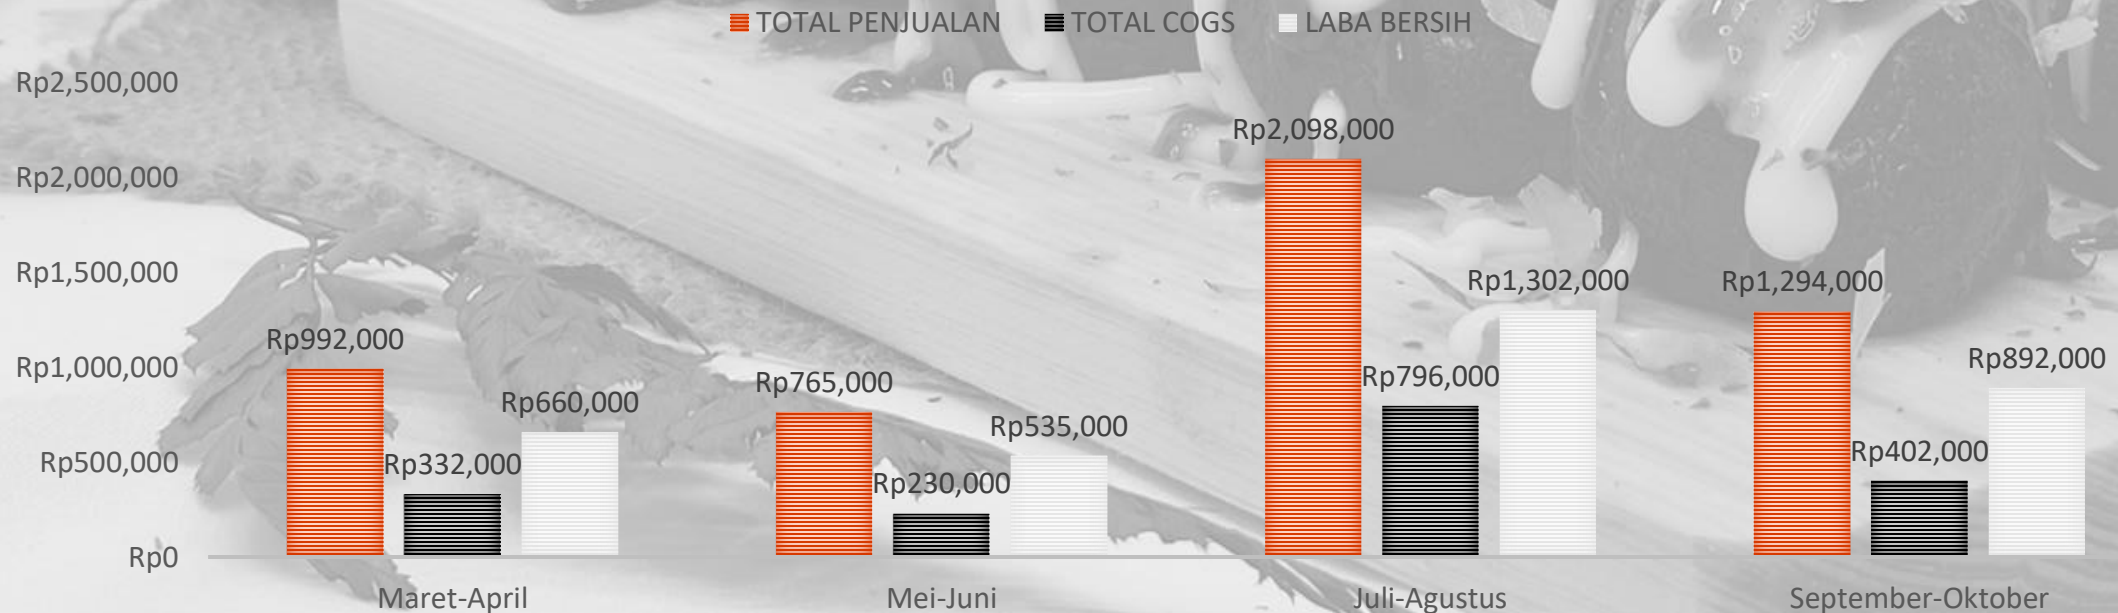 TOTAL PENJUALAN TOTAL COGS LABA BERSIH
Rp2,500,000
Rp2,000,000
Rp1,500,000
Rp1,000,000
Rp500,000
Rp0
Rp992,000
Rp332,000
Rp660,000
Rp765,000
Rp230,000
Rp535,000
Rp2,098,000
Rp796,000
Rp1,302,000
Rp1,294,000
Rp402,000
Rp892,000
Maret-April Mei-Juni Juli-Agustus September-Oktober